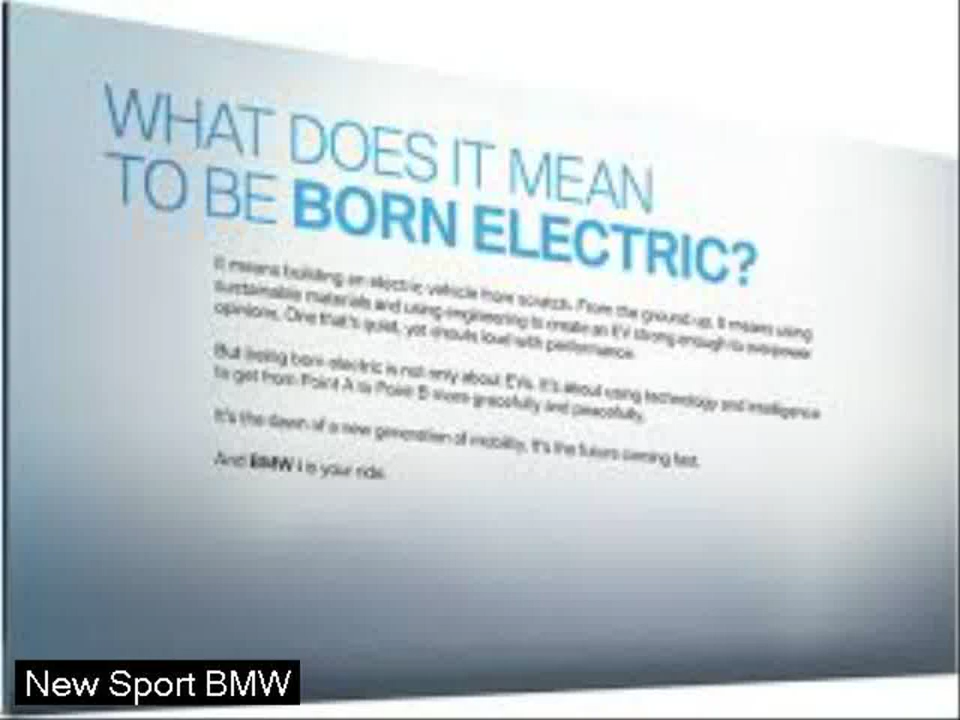 WHAT DOES IT MEAN
TO BE BORN ELECTRIC?
It means building an electric vehicle from scratch. From the ground up. It means using
sustainable materials and using engineering to create an EV strong enough to overpower
opinions. One that's quiet, yet shouts loud with performance.
But being born electric is not only about EVs. It's about using technology and intelligence
to get from Point A to Point B more gracefully and peacefully.
It's the dawn of a new generation of mobility. It's the future coming fast.
And BMW i is your ride.
New Sport BMW